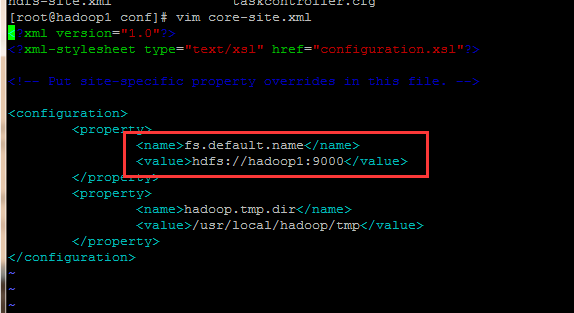 hdfs-site.xml taskcontroller.cfg
[root@hadoop1 conf]# vim core-site.xml
<?xml version="1.0"?>
<?xml-stylesheet type="text/xsl" href="configuration.xsl"?>
<!-- Put site-specific property overrides in this file. -->
<configuration>
<property>
<name>fs.default.name</name>
<value>hdfs://hadoop1:9000</value>
</property>
<property>
<name>hadoop.tmp.dir</name>
<value>/usr/local/hadoop/tmp</value>
</property>
</configuration>
~
~
~